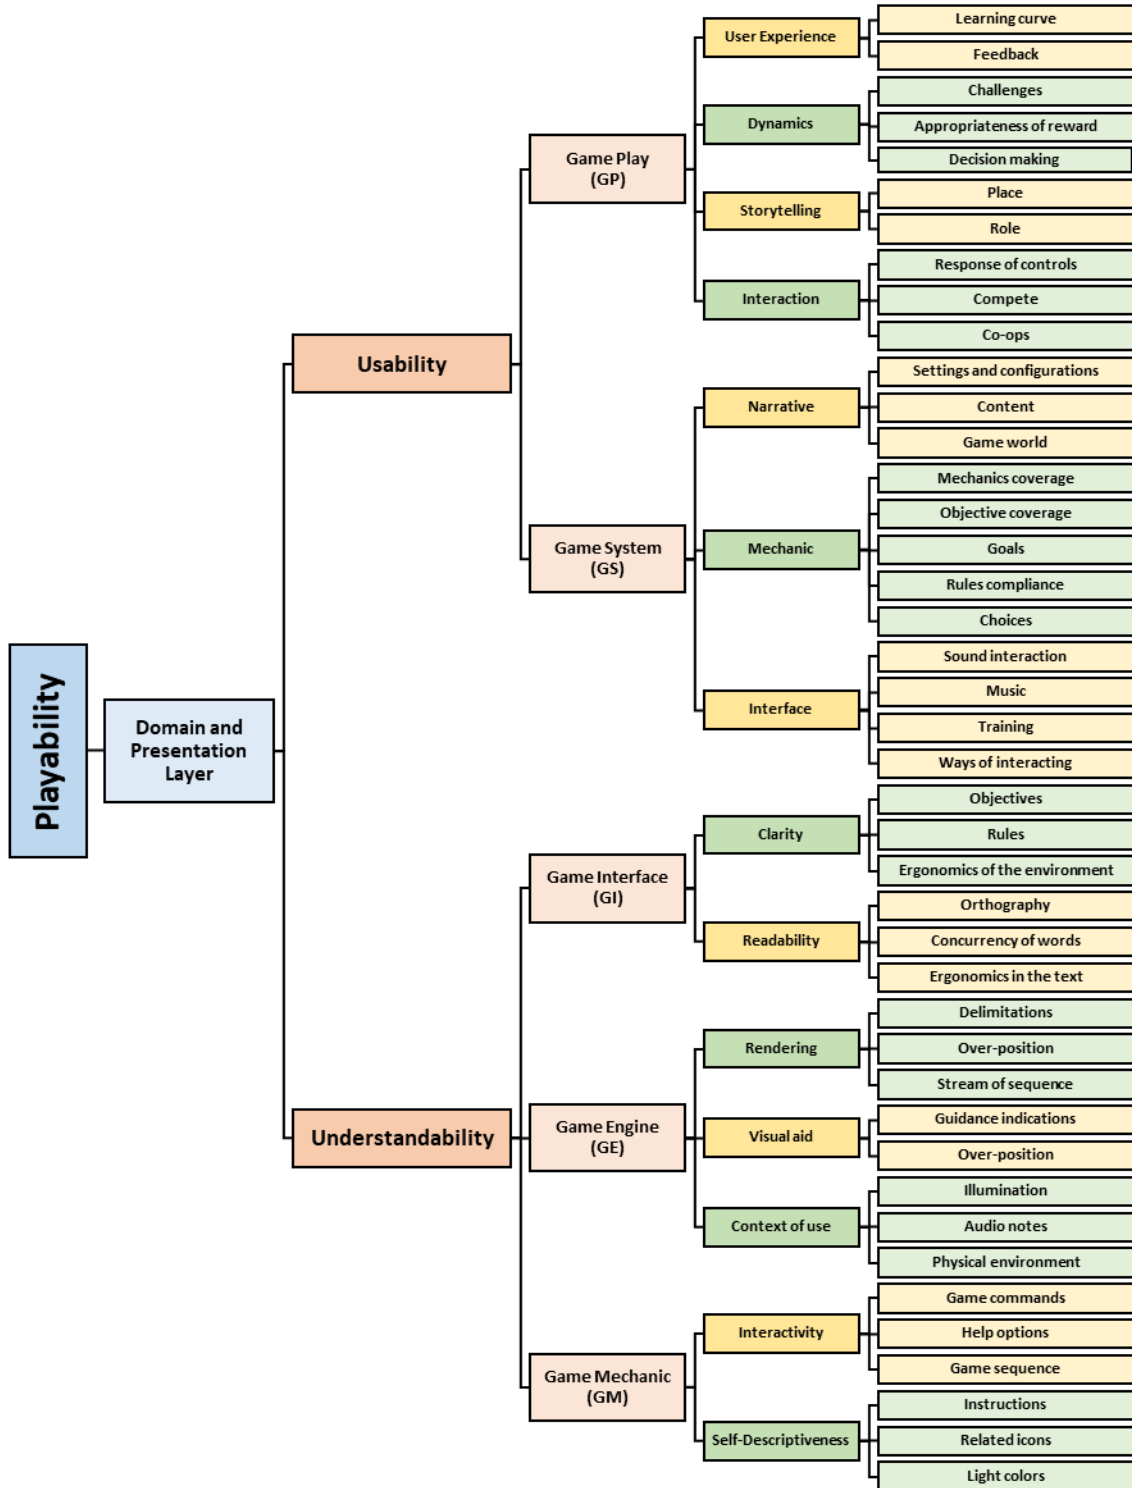 Playability
Domain and
Presentation
Layer
Usability
Game Play
(GP)
User Experience
Learning curve
Feedback
Dynamics
Challenges
Appropriateness of reward
Decision making
Storytelling
Place
Role
Interaction
Response of controls
Compete
Co-ops
Game System
(GS)
Narrative
Settings and configurations
Content
Game world
Mechanic
Mechanics coverage
Objective coverage
Goals
Rules compliance
Choices
Interface
Sound interaction
Music
Training
Ways of interacting
Understandability
Game Interface
(GI)
Clarity
Objectives
Rules
Ergonomics of the environment
Readability
Orthography
Concurrency of words
Ergonomics in the text
Game Engine
(GE)
Rendering
Delimitations
Over-position
Stream of sequence
Visual aid
Guidance indications
Over-position
Context of use
Illumination
Audio notes
Physical environment
Game Mechanic
(GM)
Interactivity
Game commands
Help options
Game sequence
Self-Descriptiveness
Instructions
Related icons
Light colors